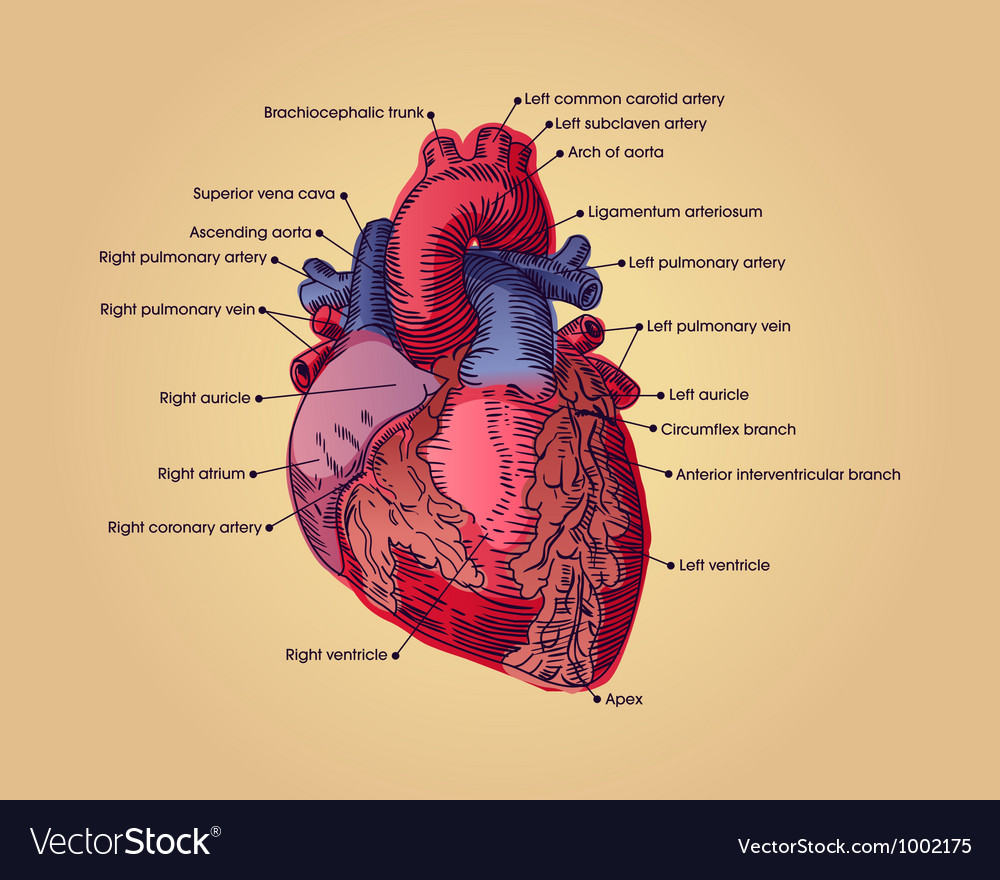 Left common carotid artery
Brachiocephalic trunk
Left subclaven artery
Arch of aorta
Superior vena cava
Ligamentum arteriosum
Ascending aorta
Right pulmonary artery
Left pulmonary artery
Right pulmonary vein
Left pulmonary vein
Right auricle
Left auricle
Circumflex branch
Right atrium
Anterior interventricular branch
Right coronary artery
Left ventricle
Right ventricle
Apex
VectorStock®
VectorStock.com/1002175